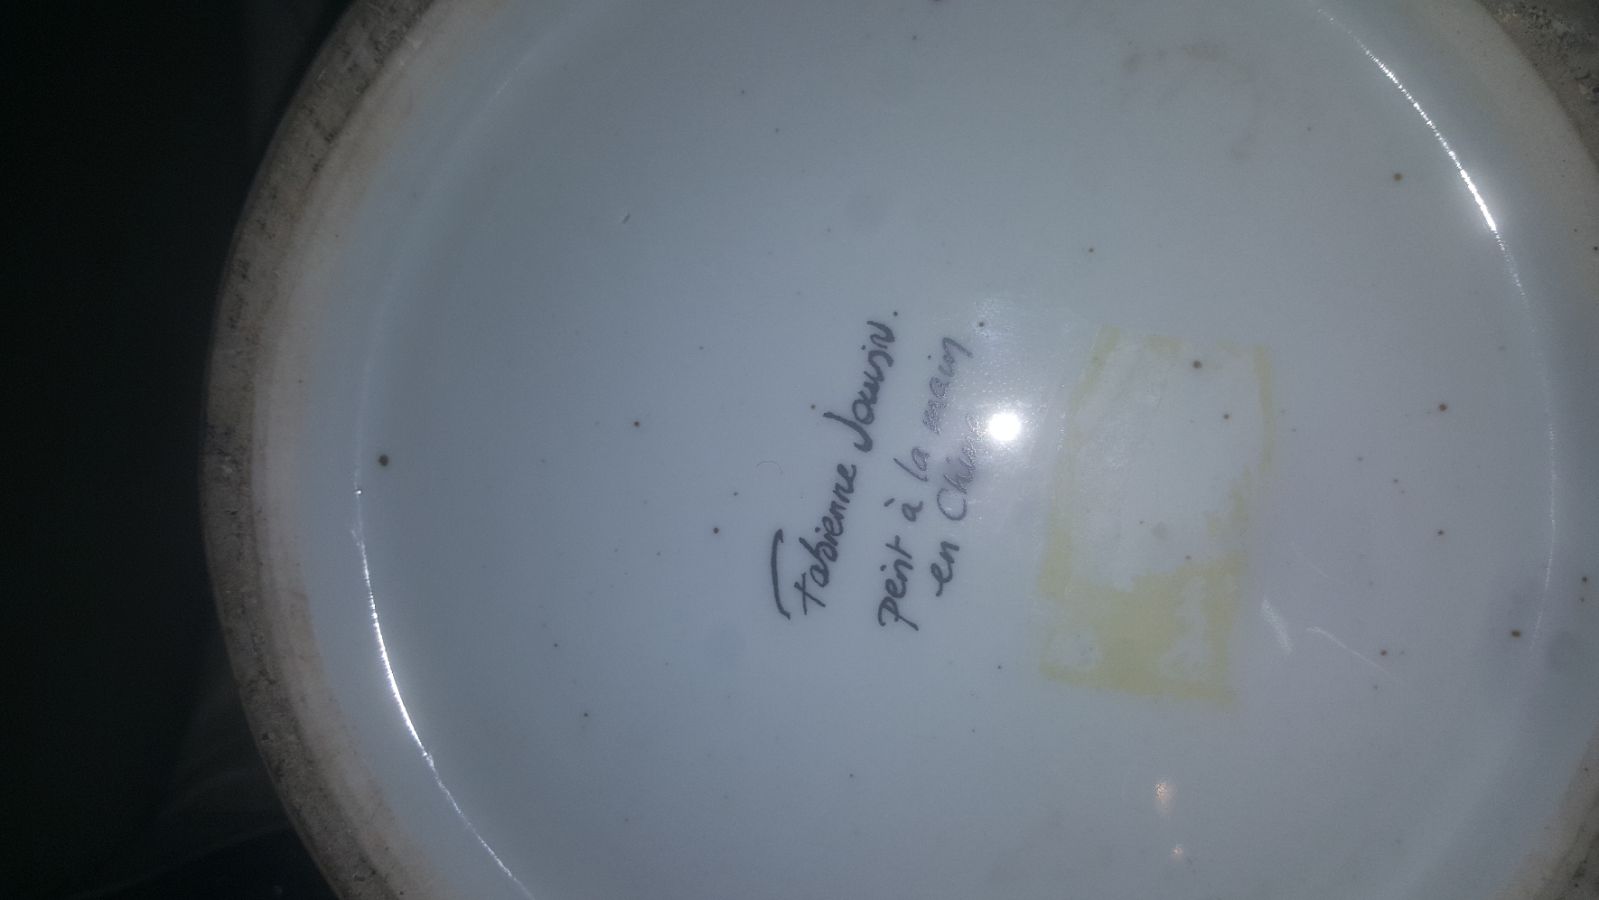 Fabienne Jouvin.
peint à la main
en Chine